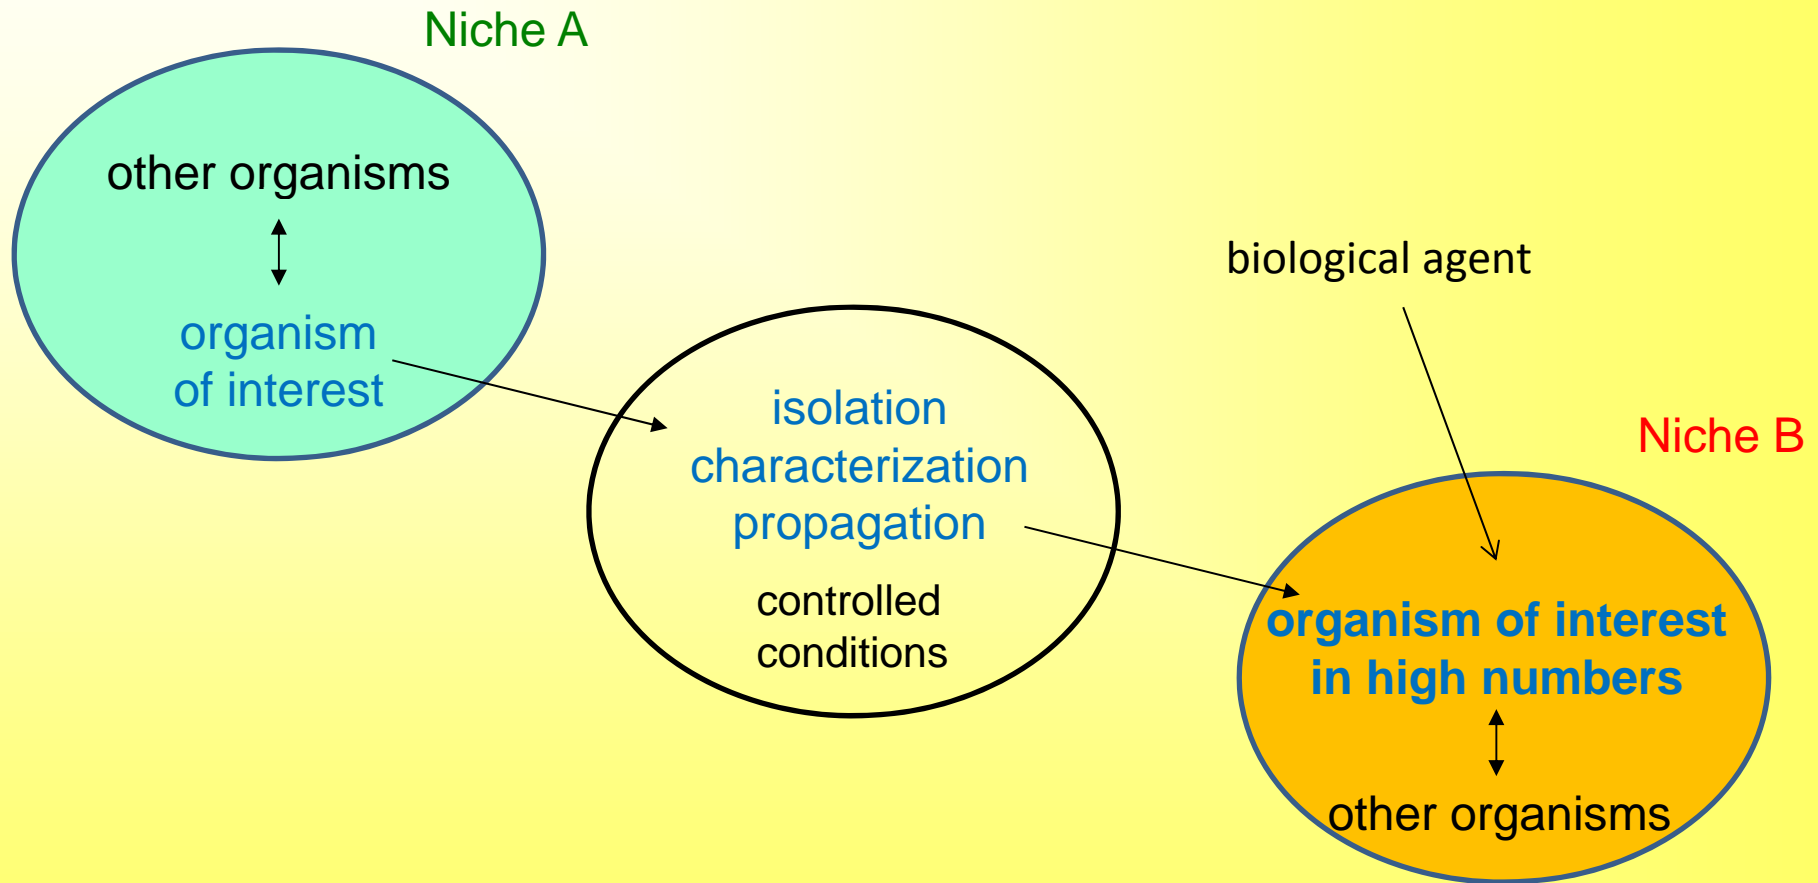 Niche A
other organisms
organism
of interest
isolation
characterization
propagation
controlled
conditions
biological agent
Niche B
organism of interest
in high numbers
other organisms